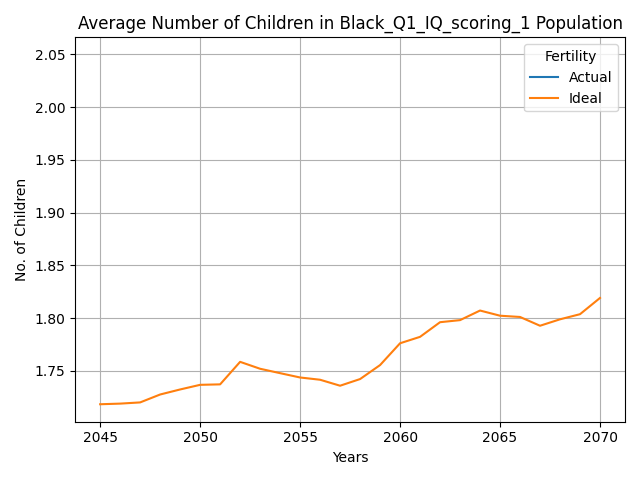 Average Number of Children in Black_Q1_IQ_scoring_1 Population
Fertility
Actual
Ideal
No. of Children
2.05
2.00
1.95
1.90
1.85
1.80
1.75
2045 2050 2055 2060 2065 2070
Years